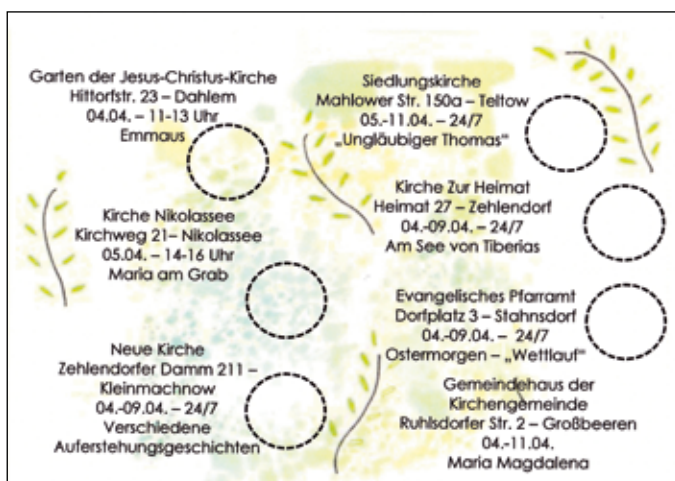 Garten der Jesus-Christus-Kirche
Hittorfstr. 23 – Dahlem
04.04. – 11-13 Uhr
Emmaus
Kirche Nikolassee
Kirchweg 21– Nikolassee
05.04. – 14-16 Uhr
Maria am Grab
Neue Kirche
Zehlendorfer Damm 211 –
Kleinmachnow
04.-09.04. – 24/7
Verschiedene
Auferstehungsgeschichten
Siedlungskirche
Mahlower Str. 150a – Teltow
05.-11.04. – 24/7
„Ungläubiger Thomas“
Kirche Zur Heimat
Heimat 27 – Zehlendorf
04.-09.04. – 24/7
Am See von Tiberias
Evangelisches Pfarramt
Dorfplatz 3 – Stahnsdorf
04.-09.04. – 24/7
Ostermorgen – „Wettlauf“
Gemeindehaus der
Kirchengemeinde
Ruhlsdorfer Str. 2 – Großbeeren
04.-11.04.
Maria Magdalena